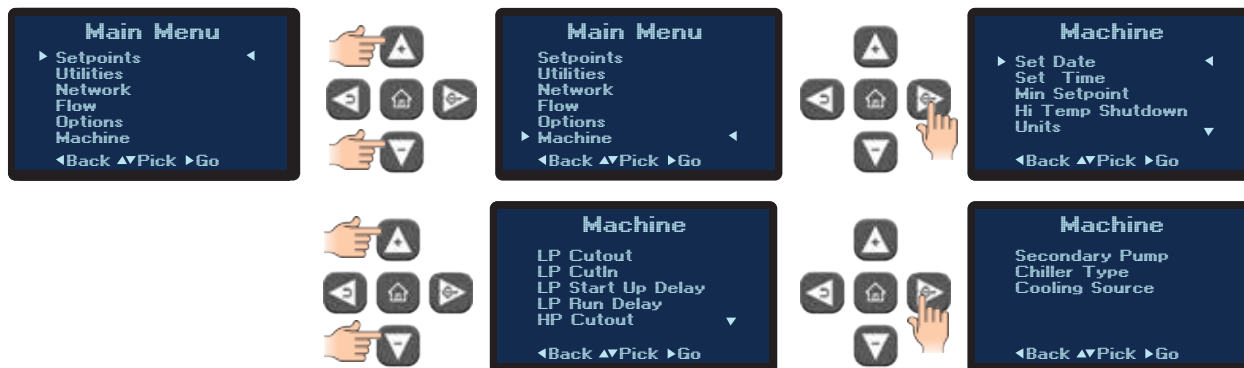 Main Menu
▶ Setpoints ◀
Utilities
Network
Flow
Options
Machine
◀Back ▲▼Pick ▶Go
+
−
Main Menu
Setpoints
Utilities
Network
Flow
Options
▶ Machine ◀
◀Back ▲▼Pick ▶Go
+
−
Machine
▶ Set Date ◀
Set Time
Min Setpoint
Hi Temp Shutdown
Units ▼
◀Back ▲▼Pick ▶Go
+
−
Machine
LP Cutout
LP CutIn
LP Start Up Delay
LP Run Delay
HP Cutout ▼
◀Back ▲▼Pick ▶Go
+
−
Machine
Secondary Pump
Chiller Type
Cooling Source
◀Back ▲▼Pick ▶Go